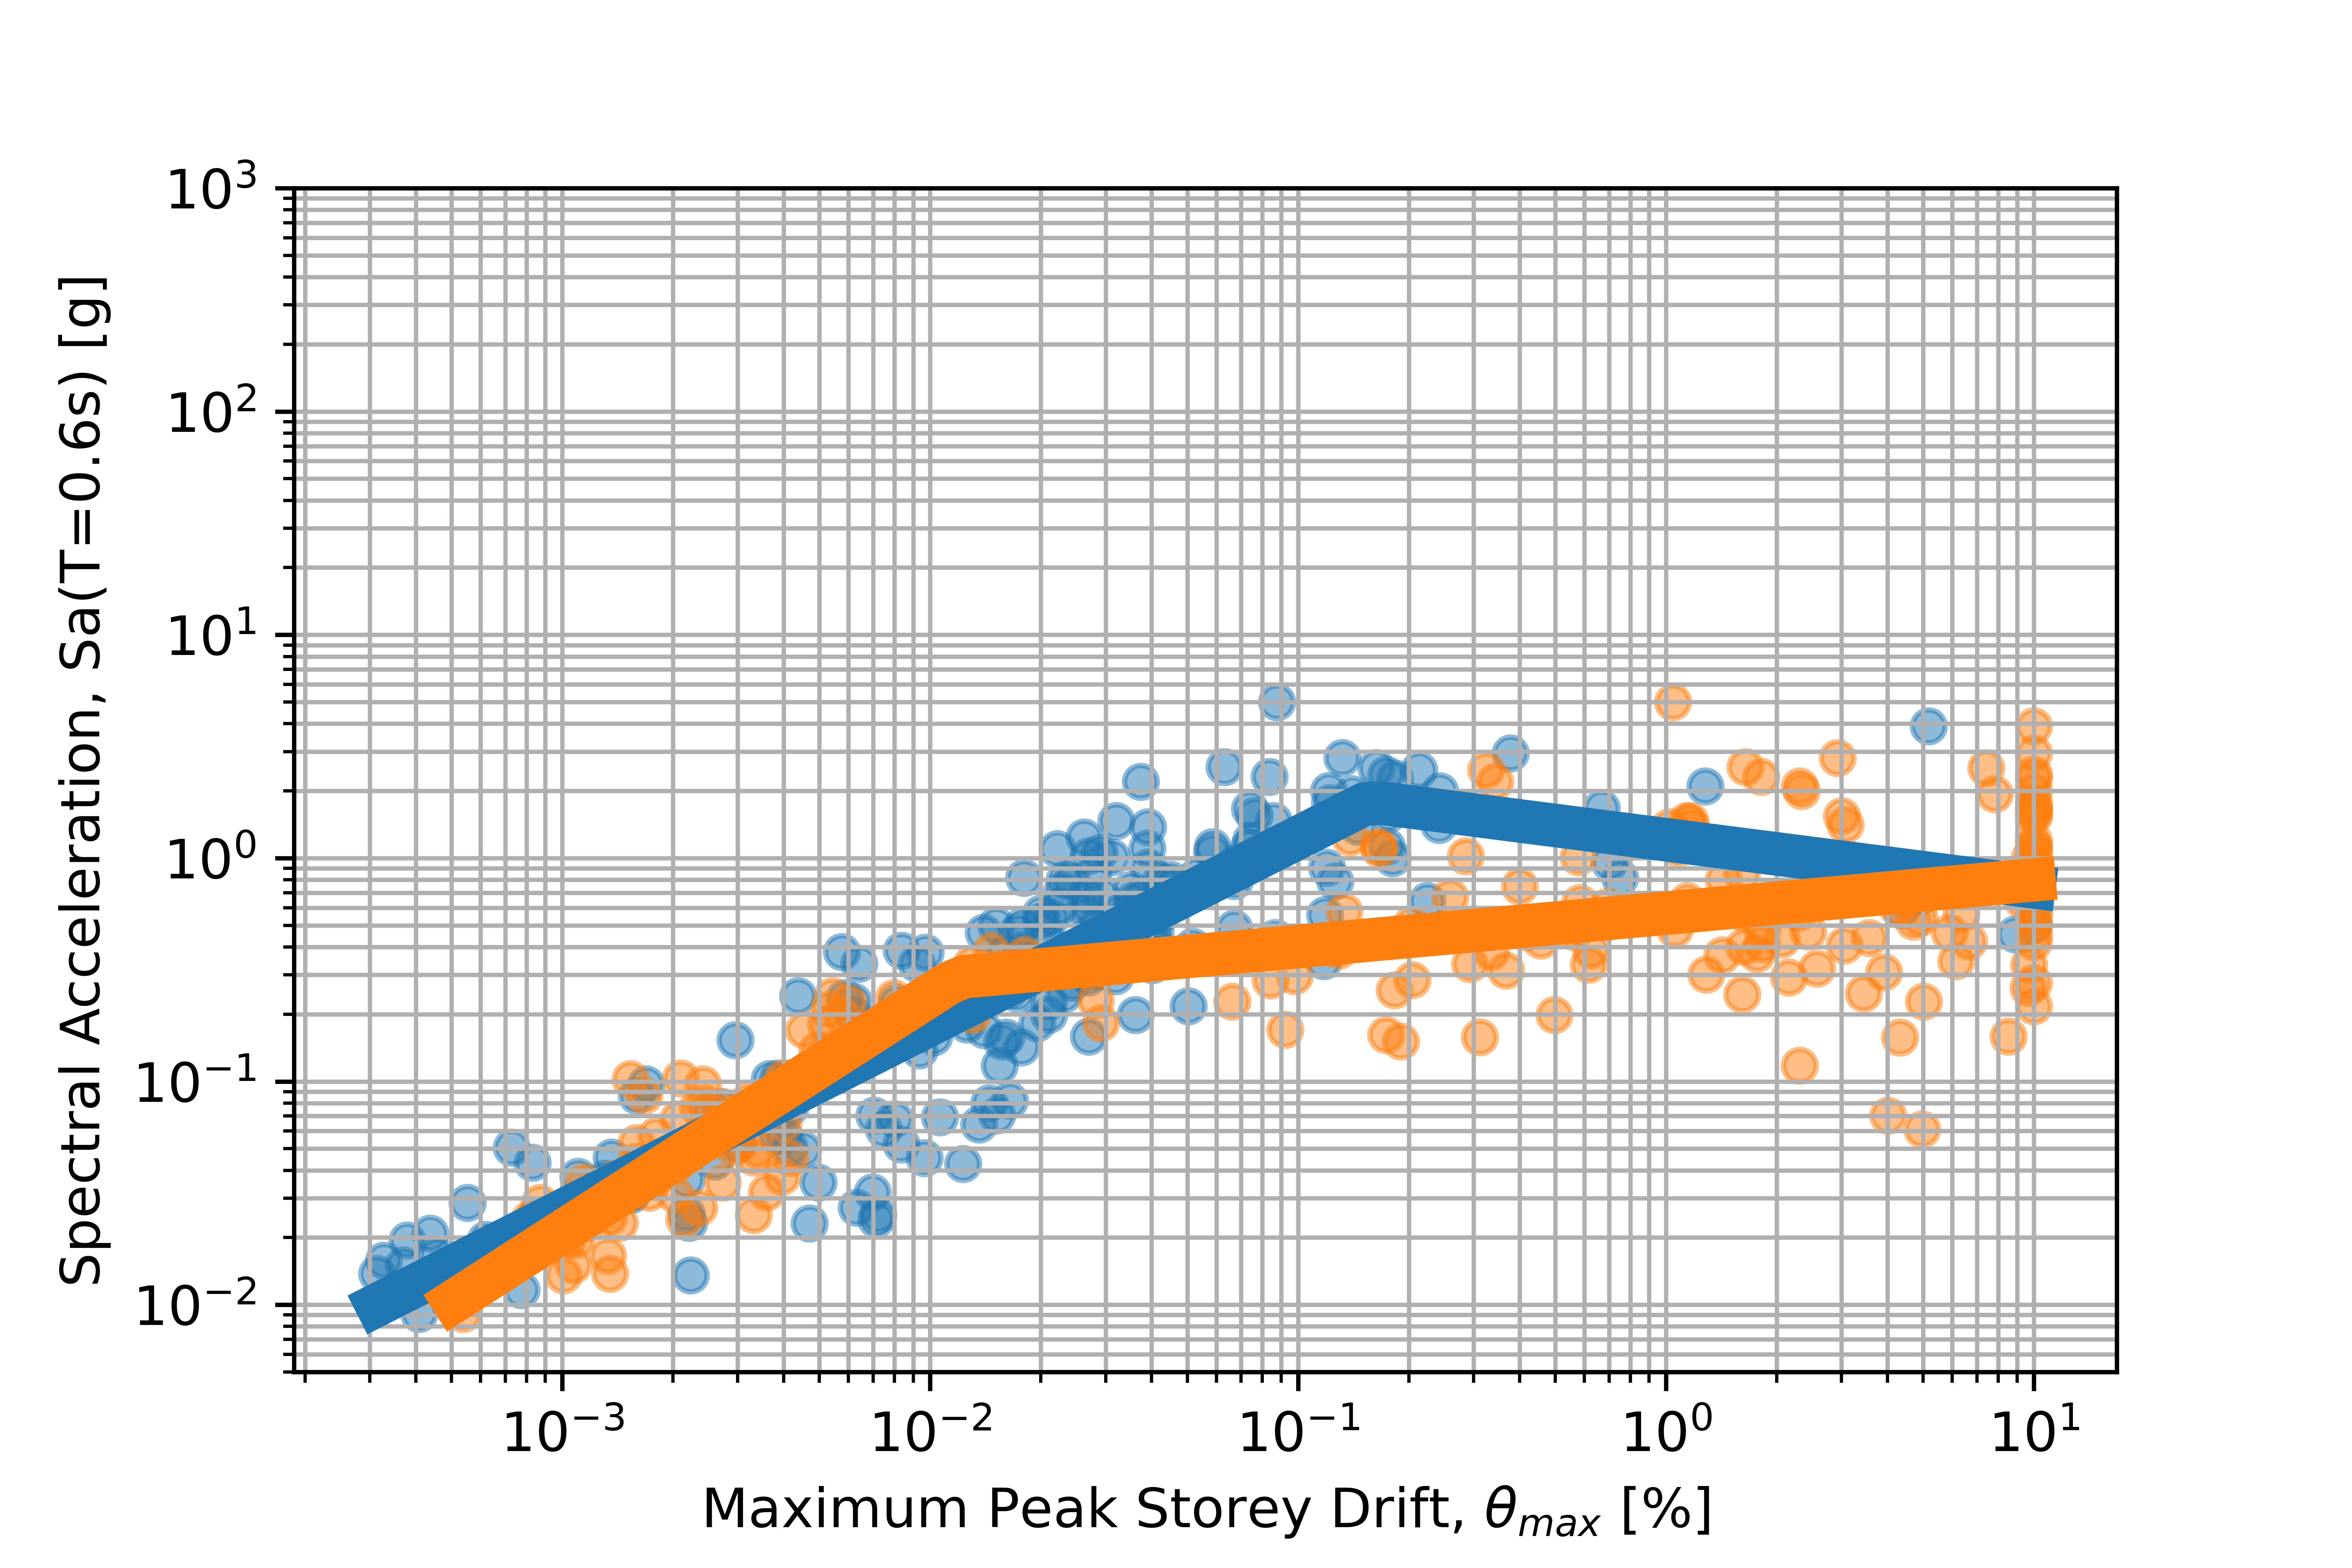 Spectral Acceleration, Sa(T=0.6s) [g]
10³
10²
10¹
10⁰
10⁻¹
10⁻²
10⁻³ 10⁻² 10⁻¹ 10⁰ 10¹
Maximum Peak Storey Drift, θₘₐₓ [%]